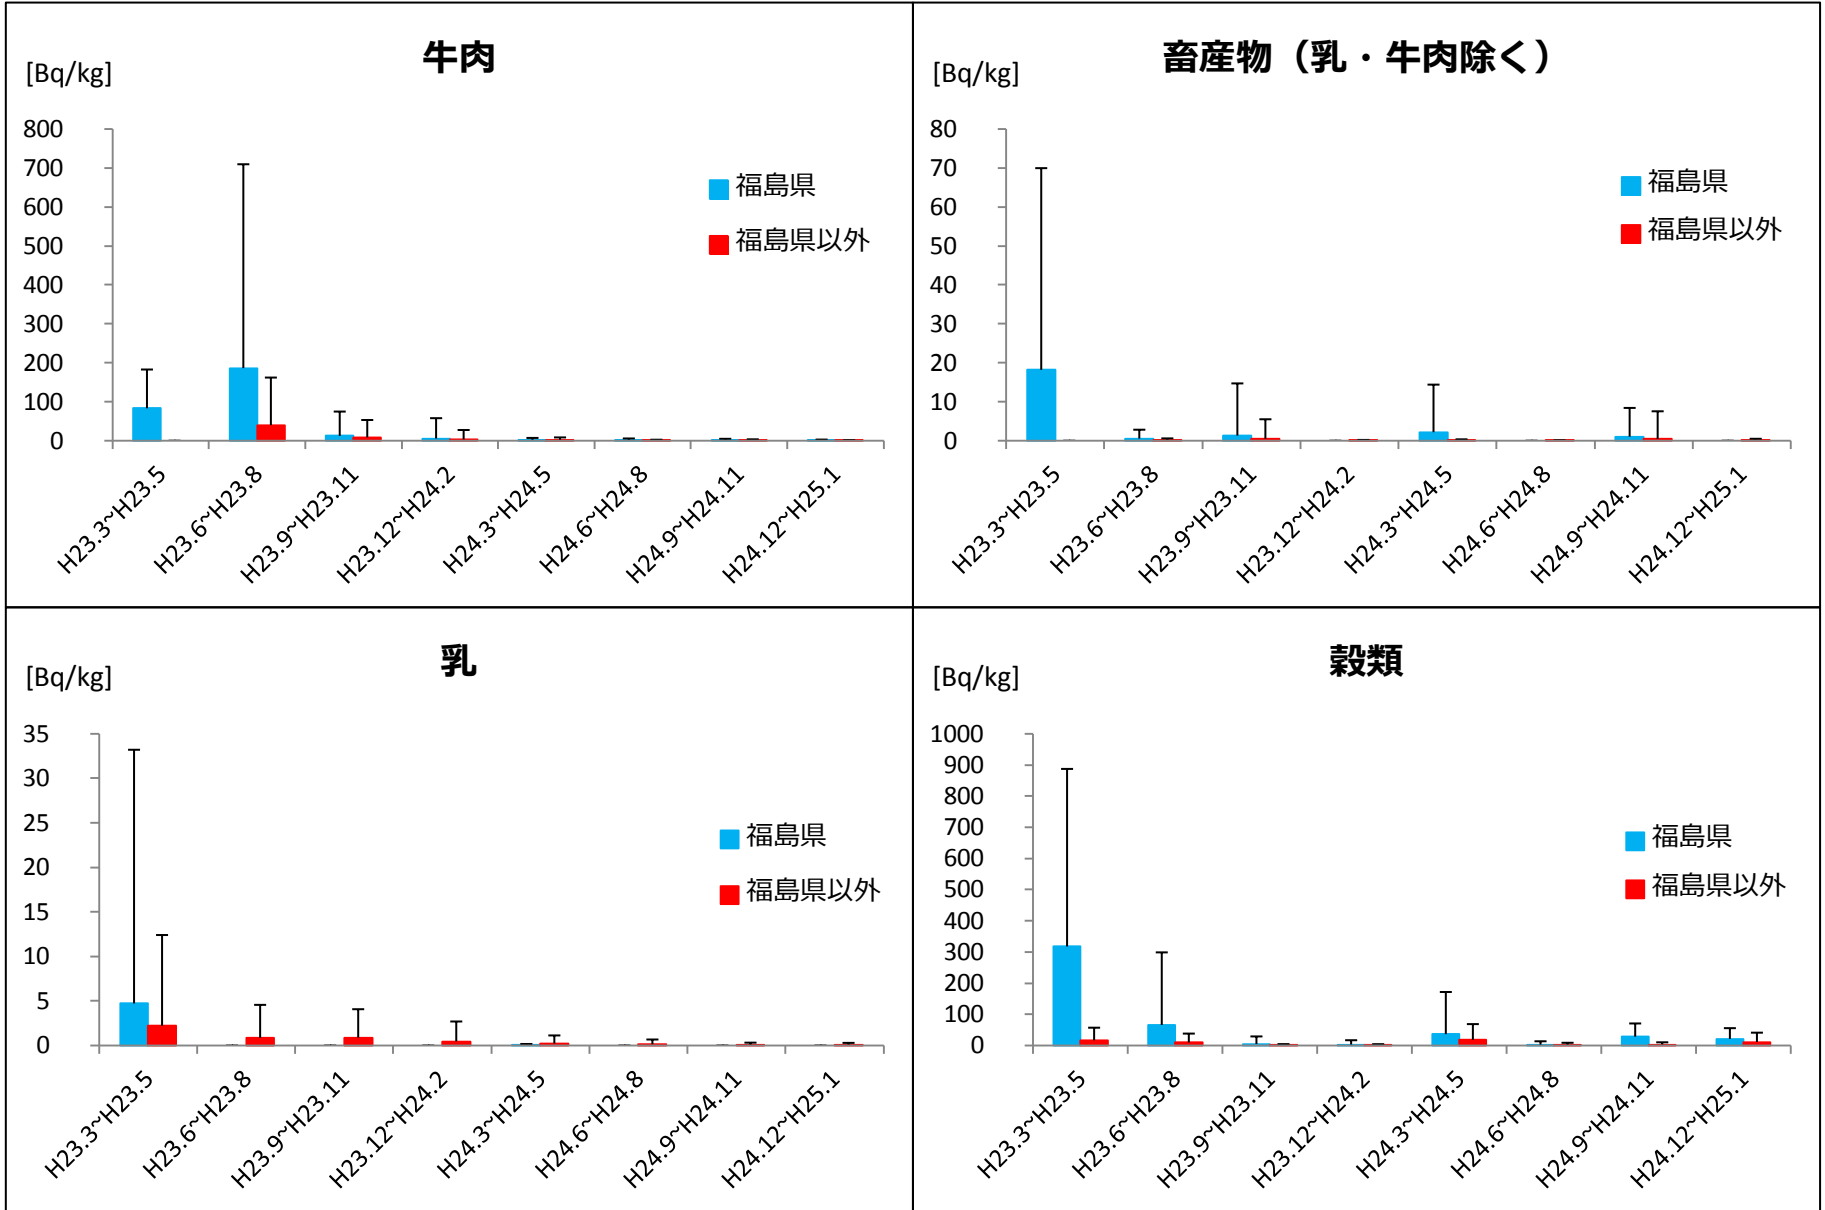 牛肉
[Bq/kg]
800
700
600
500
400
300
200
100
0
福島県
福島県以外
H23.3~H23.5
H23.6~H23.8
H23.9~H23.11
H23.12~H24.2
H24.3~H24.5
H24.6~H24.8
H24.9~H24.11
H24.12~H25.1
畜産物（乳・牛肉除く）
[Bq/kg]
80
70
60
50
40
30
20
10
0
福島県
福島県以外
H23.3~H23.5
H23.6~H23.8
H23.9~H23.11
H23.12~H24.2
H24.3~H24.5
H24.6~H24.8
H24.9~H24.11
H24.12~H25.1
乳
[Bq/kg]
35
30
25
20
15
10
5
0
福島県
福島県以外
H23.3~H23.5
H23.6~H23.8
H23.9~H23.11
H23.12~H24.2
H24.3~H24.5
H24.6~H24.8
H24.9~H24.11
H24.12~H25.1
穀類
[Bq/kg]
1000
900
800
700
600
500
400
300
200
100
0
福島県
福島県以外
H23.3~H23.5
H23.6~H23.8
H23.9~H23.11
H23.12~H24.2
H24.3~H24.5
H24.6~H24.8
H24.9~H24.11
H24.12~H25.1